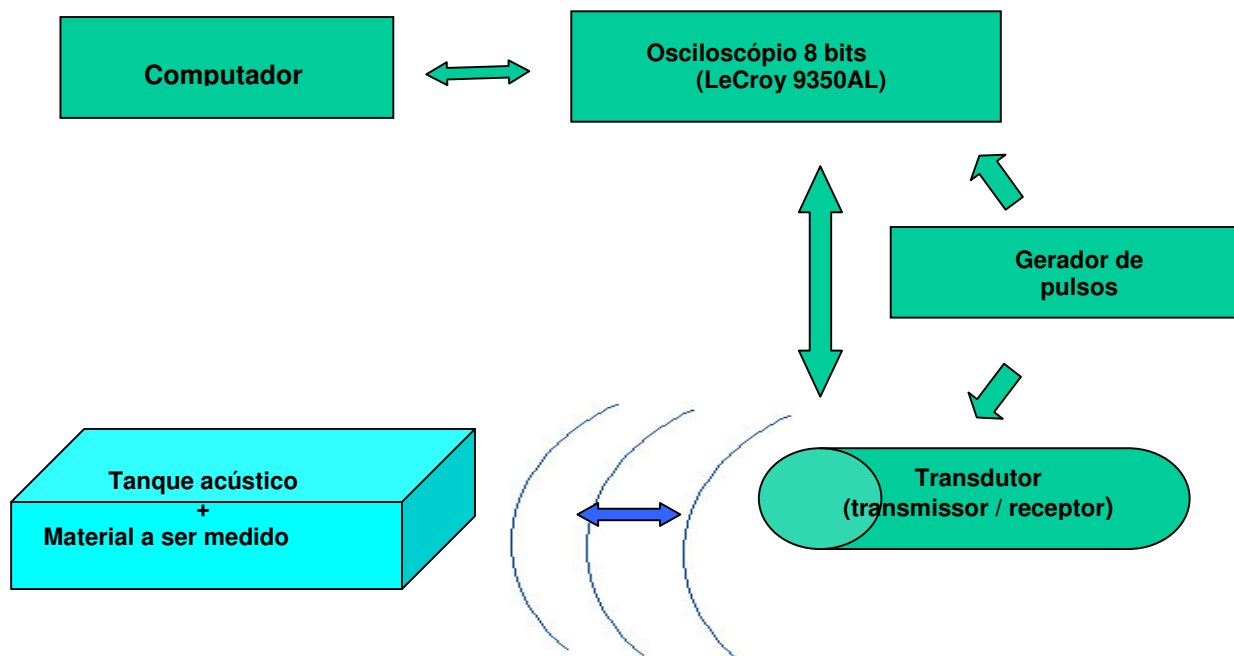 Computador
Osciloscópio 8 bits
(LeCroy 9350AL)
Gerador de
pulsos
Tanque acústico
+
Material a ser medido
Transdutor
(transmissor / receptor)